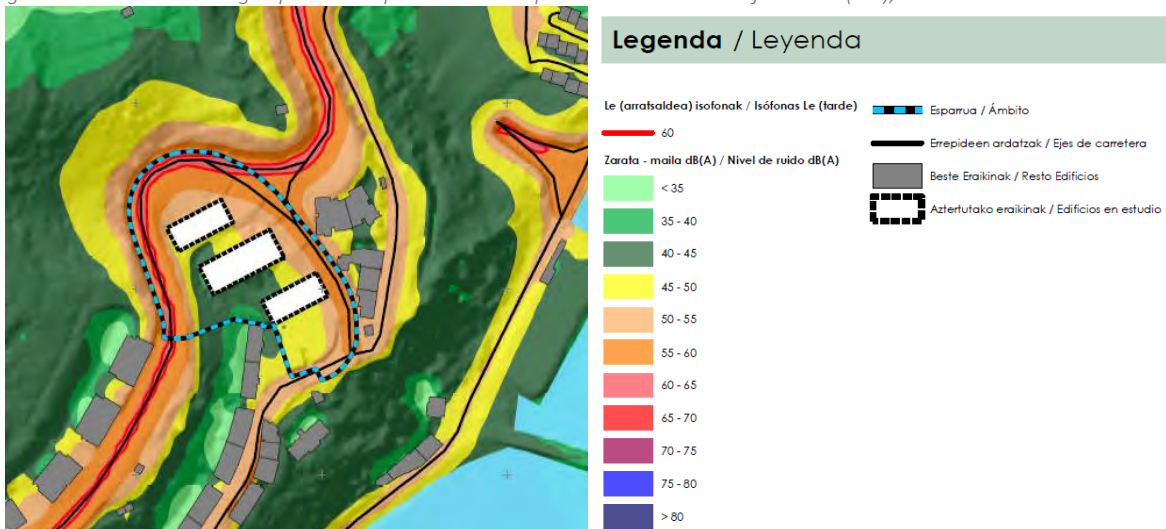 Legenda / Leyenda
Le (arratsaldea) isofonak / Isófonas Le (tarde)
60
Zarata - maila dB(A) / Nivel de ruido dB(A)
< 35
35 - 40
40 - 45
45 - 50
50 - 55
55 - 60
60 - 65
65 - 70
70 - 75
75 - 80
> 80
Esparrua / Ámbito
Errepideen ardatzak / Ejes de carretera
Beste Eraikinak / Resto Edificios
Aztertutako eraikinak / Edificios en estudio